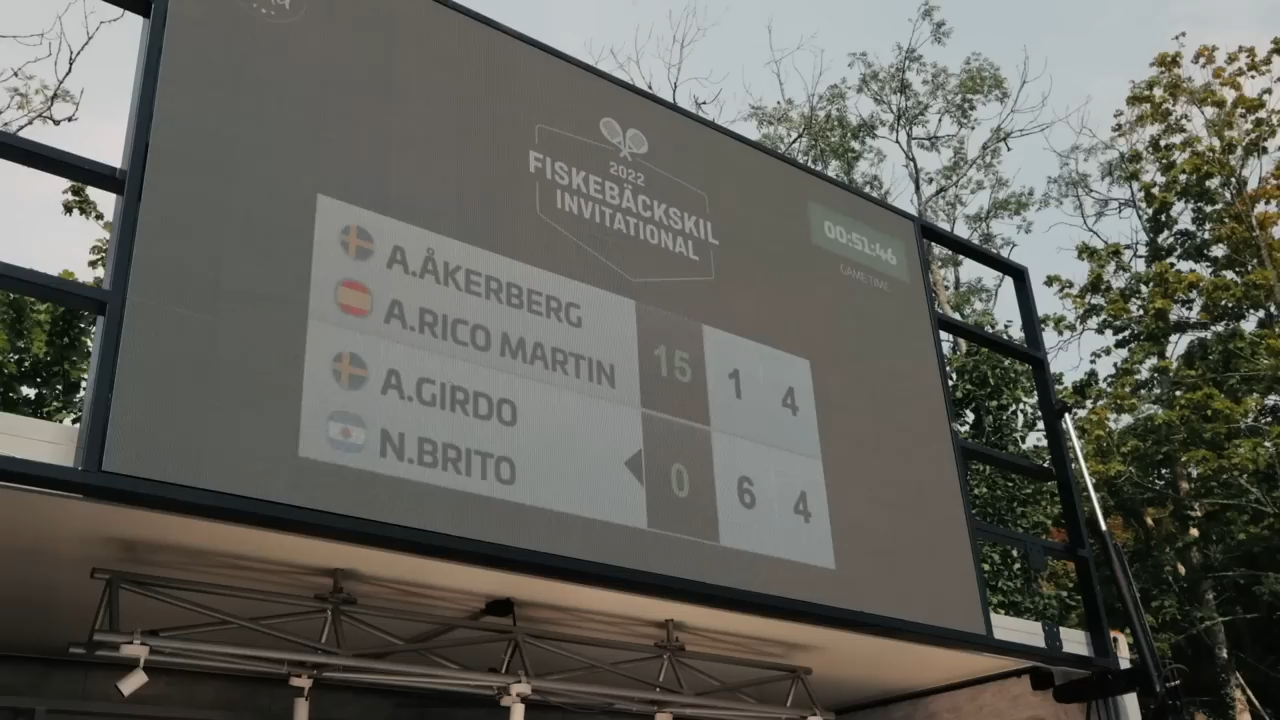 2022
FISKEBÄCKSKIL
INVITATIONAL
00:51:46
GAMETIME
A.ÅKERBERG
A.RICO MARTIN
15 1 4
A.GIRDO
N.BRITO
0 6 4